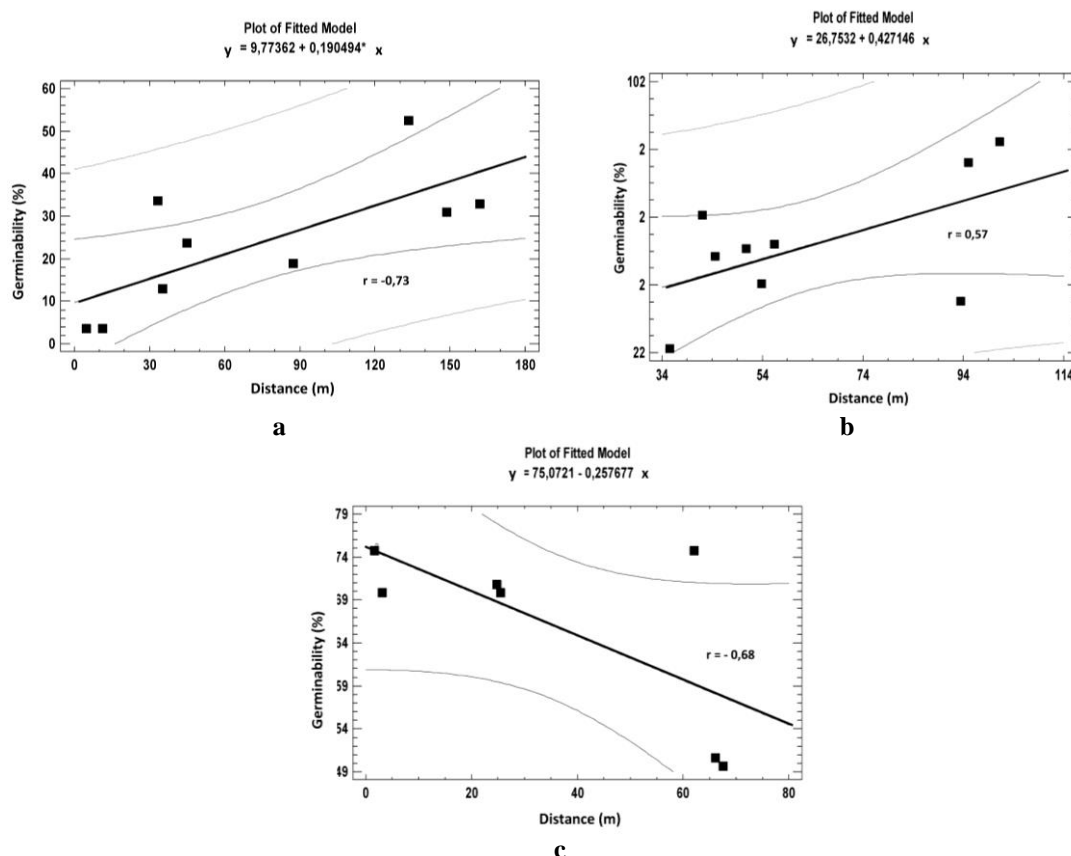 Plot of Fitted Model
y = 9,77362 + 0,190494* x
Germinability (%)
60
50
40
30
20
10
0
r = -0,73
0 30 60 90 120 150 180
Distance (m)
a
Plot of Fitted Model
y = 26,7532 + 0,427146 x
Germinability (%)
102
2
2
2
22
r = 0,57
34 54 74 94 114
Distance (m)
b
Plot of Fitted Model
y = 75,0721 - 0,257677 x
Germinability (%)
79
74
69
64
59
54
49
r = - 0,68
0 20 40 60 80
Distance (m)
c